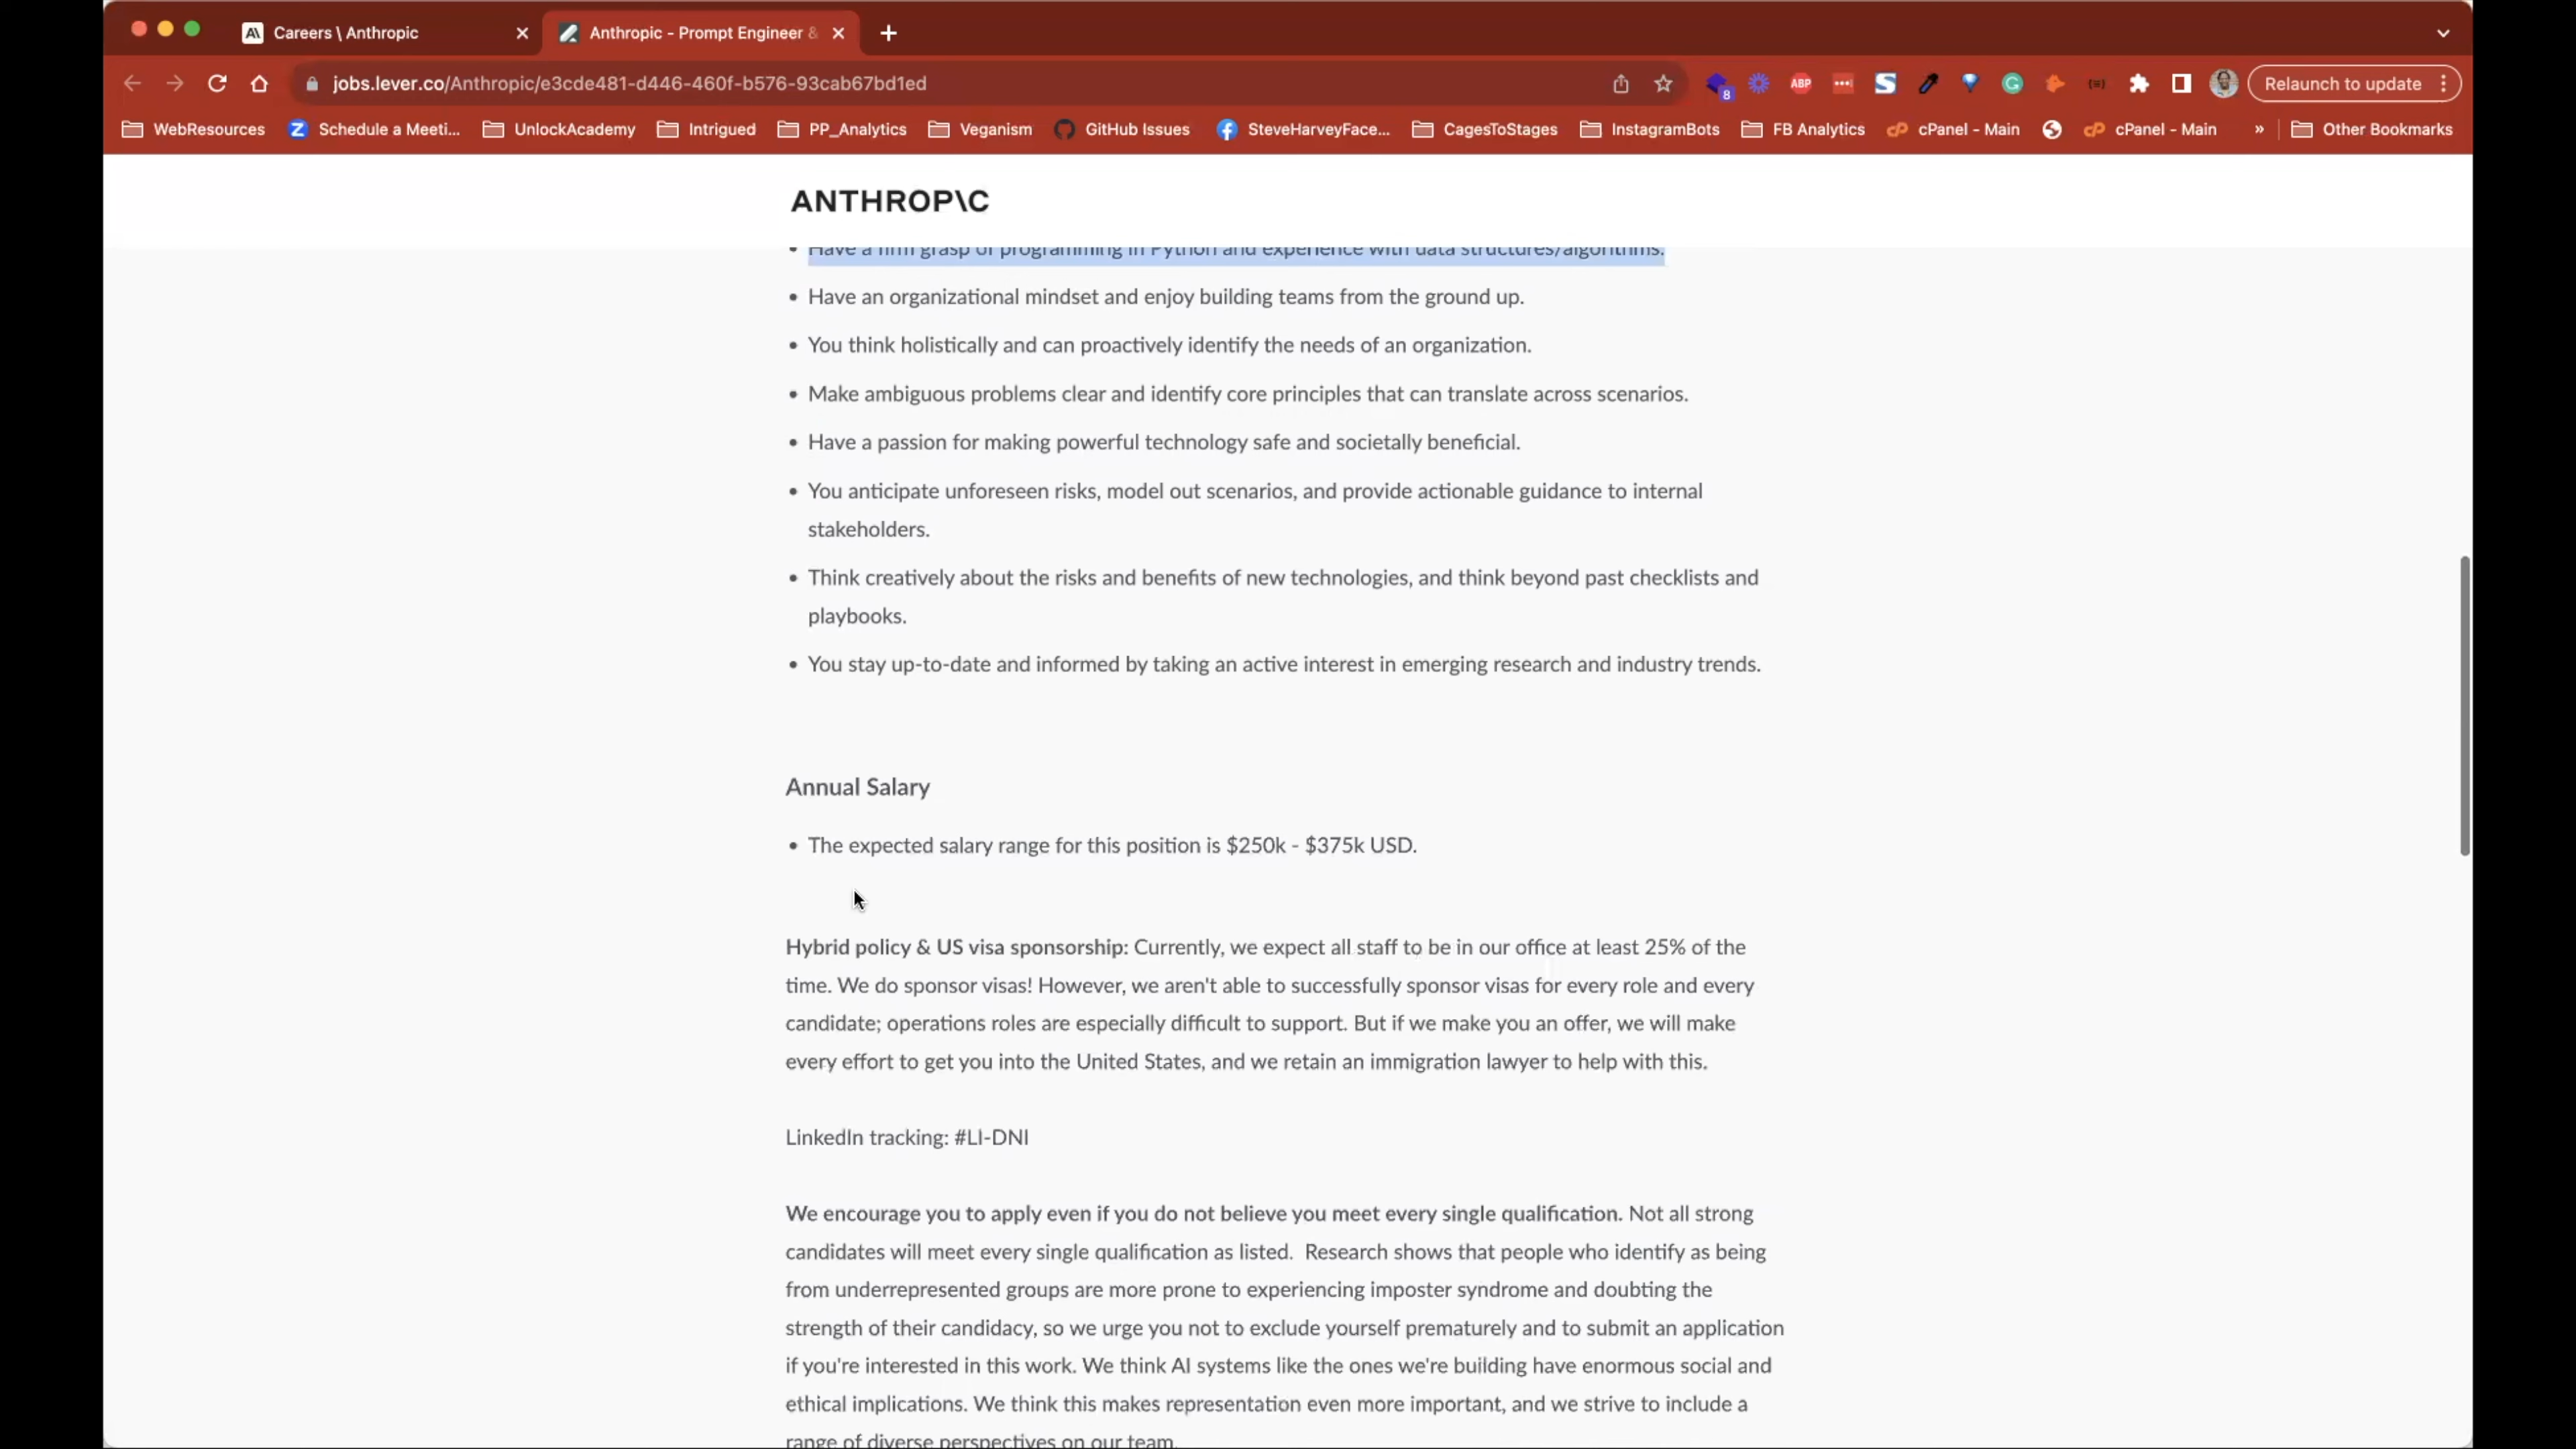 Careers \ Anthropic
Anthropic - Prompt Engineer &
jobs.lever.co/Anthropic/e3cde481-d446-460f-b576-93cab67bd1ed
8
ABP
Relaunch to update
WebResources
Schedule a Meeti...
UnlockAcademy
Intrigued
PP_Analytics
Veganism
GitHub Issues
SteveHarveyFace...
CagesToStages
InstagramBots
FB Analytics
cPanel - Main
cPanel - Main
»
Other Bookmarks
ANTHROP\C
• Have a firm grasp of programming in Python and experience with data structures/algorithms.
• Have an organizational mindset and enjoy building teams from the ground up.
• You think holistically and can proactively identify the needs of an organization.
• Make ambiguous problems clear and identify core principles that can translate across scenarios.
• Have a passion for making powerful technology safe and societally beneficial.
• You anticipate unforeseen risks, model out scenarios, and provide actionable guidance to internal
stakeholders.
• Think creatively about the risks and benefits of new technologies, and think beyond past checklists and
playbooks.
• You stay up-to-date and informed by taking an active interest in emerging research and industry trends.
Annual Salary
• The expected salary range for this position is $250k - $375k USD.
Hybrid policy & US visa sponsorship: Currently, we expect all staff to be in our office at least 25% of the
time. We do sponsor visas! However, we aren't able to successfully sponsor visas for every role and every
candidate; operations roles are especially difficult to support. But if we make you an offer, we will make
every effort to get you into the United States, and we retain an immigration lawyer to help with this.
LinkedIn tracking: #LI-DNI
We encourage you to apply even if you do not believe you meet every single qualification. Not all strong
candidates will meet every single qualification as listed.  Research shows that people who identify as being
from underrepresented groups are more prone to experiencing imposter syndrome and doubting the
strength of their candidacy, so we urge you not to exclude yourself prematurely and to submit an application
if you're interested in this work. We think AI systems like the ones we're building have enormous social and
ethical implications. We think this makes representation even more important, and we strive to include a
range of diverse perspectives on our team.